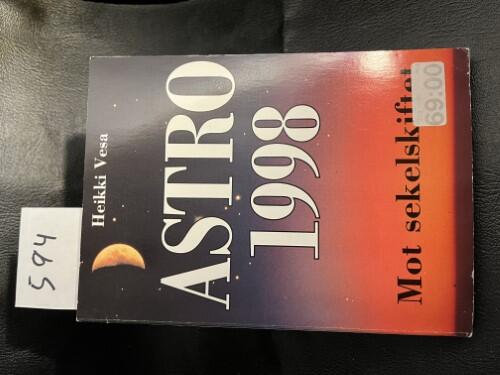 Heikki Vesa
ASTRO
1998
Mot sekelskiftet
69.00
594